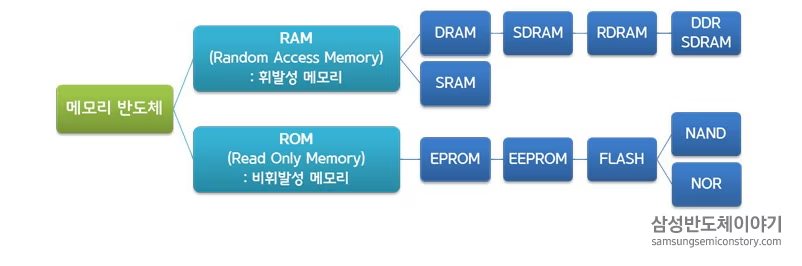 메모리 반도체
RAM
(Random Access Memory)
: 휘발성 메모리
DRAM
SDRAM
RDRAM
DDR
SDRAM
SRAM
ROM
(Read Only Memory)
: 비휘발성 메모리
EPROM
EEPROM
FLASH
NAND
NOR
삼성반도체이야기
samsungsemiconstory.com